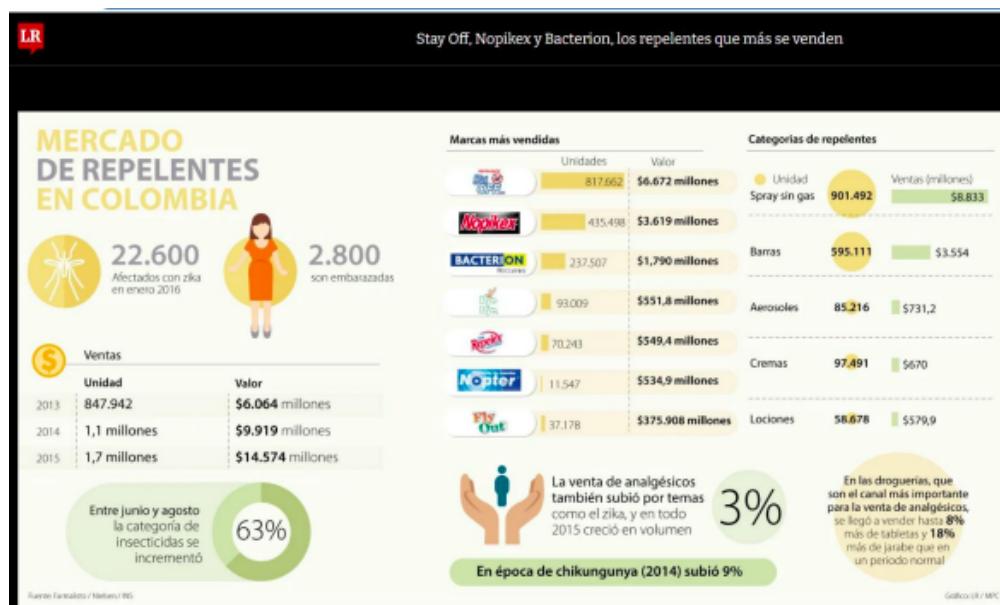 LR
Stay Off, Nopikex y Bacterion, los repelentes que más se venden
MERCADO
DE REPELENTES
EN COLOMBIA
22.600
Afectados con zika
en enero 2016
2.800
son embarazadas
$
Ventas
Unidad Valor
2013 847.942 $6.064 millones
2014 1,1 millones $9.919 millones
2015 1,7 millones $14.574 millones
Entre junio y agosto
la categoría de
insecticidas se
incrementó
63%
Marcas más vendidas
Unidades Valor
817.662 $6.672 millones
Nopikex 435.498 $3.619 millones
BACTERION 237.507 $1,790 millones
93.009 $551,8 millones
70.243 $549,4 millones
Nopter 11.547 $534,9 millones
Fly Out 37.178 $375.908 millones
Categorías de repelentes
Unidad Ventas (millones)
Spray sin gas 901.492 $8.833
Barras 595.111 $3.554
Aerosoles 85.216 $731,2
Cremas 97.491 $670
Lociones 58.678 $579,9
La venta de analgésicos
también subió por temas
como el zika, y en todo
2015 creció en volumen
3%
En época de chikungunya (2014) subió 9%
En las droguerías, que
son el canal más importante
para la venta de analgésicos,
se llegó a vender hasta 8%
más de tabletas y 18%
más de jarabe que en
un periodo normal
Fuente: Farmalisto / Nielsen / INS
Gráfico: LR / MPC